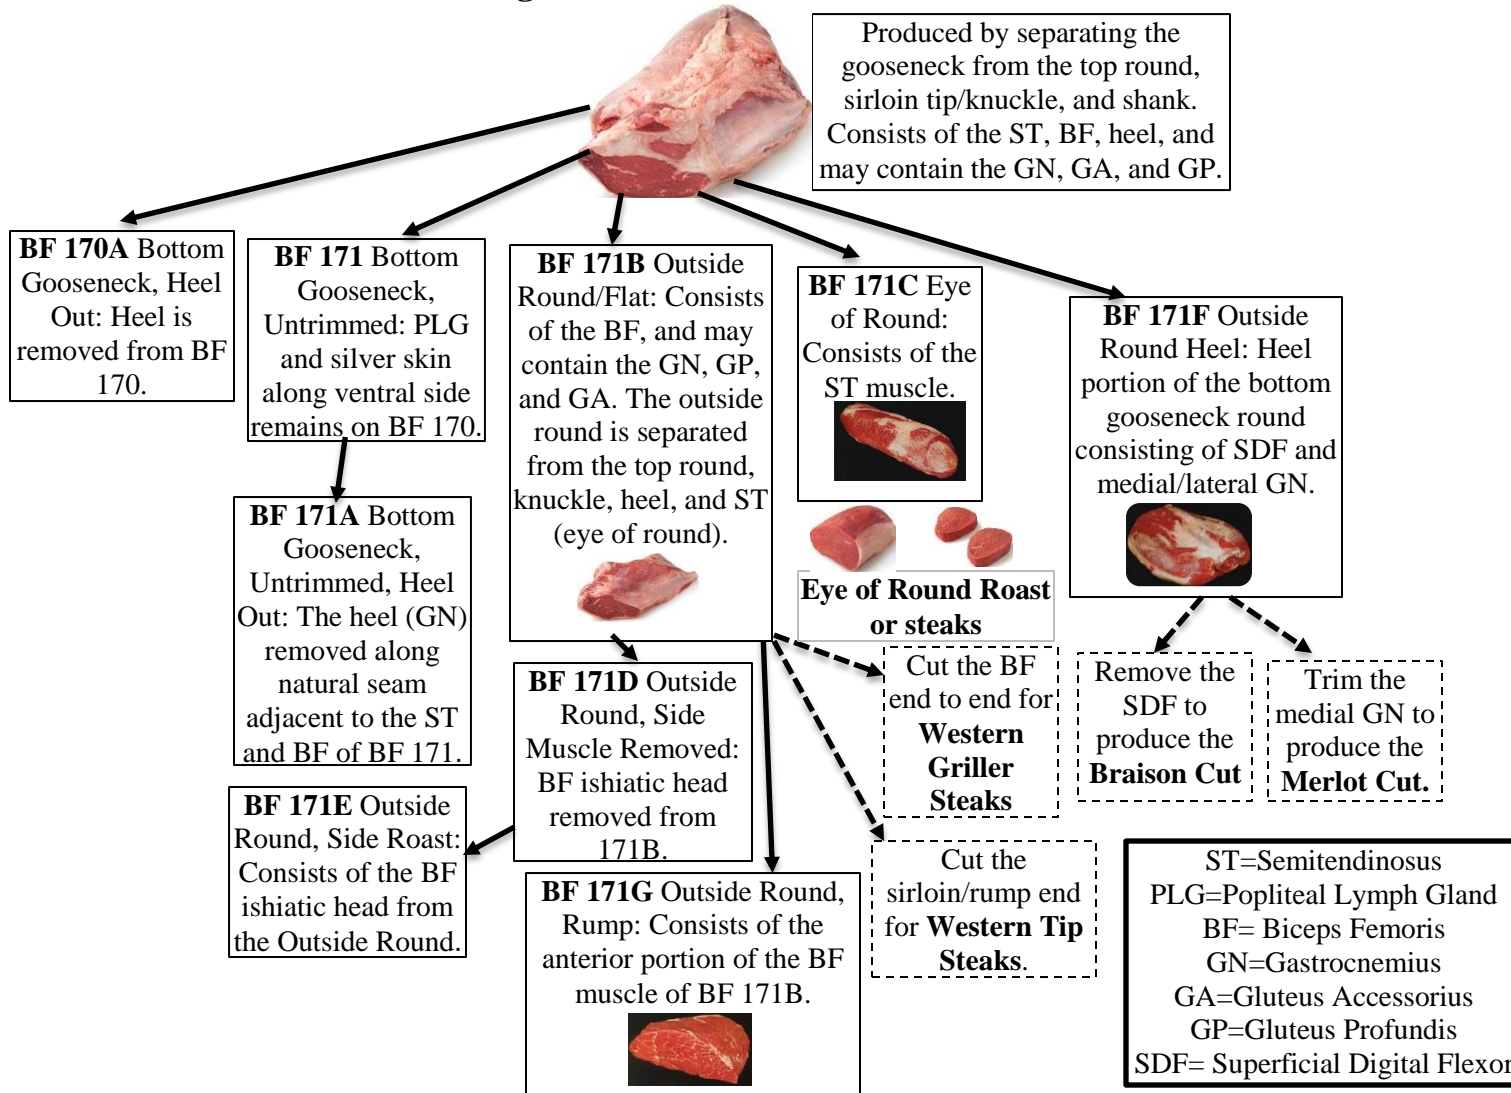 Produced by separating the
gooseneck from the top round,
sirloin tip/knuckle, and shank.
Consists of the ST, BF, heel, and
may contain the GN, GA, and GP.
BF 170A Bottom
Gooseneck, Heel
Out: Heel is
removed from BF
170.
BF 171 Bottom
Gooseneck,
Untrimmed: PLG
and silver skin
along ventral side
remains on BF 170.
BF 171B Outside
Round/Flat: Consists
of the BF, and may
contain the GN, GP,
and GA. The outside
round is separated
from the top round,
knuckle, heel, and ST
(eye of round).
BF 171C Eye
of Round:
Consists of the
ST muscle.
BF 171F Outside
Round Heel: Heel
portion of the bottom
gooseneck round
consisting of SDF and
medial/lateral GN.
BF 171A Bottom
Gooseneck,
Untrimmed, Heel
Out: The heel (GN)
removed along
natural seam
adjacent to the ST
and BF of BF 171.
Eye of Round Roast
or steaks
BF 171D Outside
Round, Side
Muscle Removed:
BF ishiatic head
removed from
171B.
Cut the BF
end to end for
Western
Griller
Steaks
Remove the
SDF to
produce the
Braison Cut
Trim the
medial GN to
produce the
Merlot Cut.
BF 171E Outside
Round, Side Roast:
Consists of the BF
ishiatic head from
the Outside Round.
BF 171G Outside Round,
Rump: Consists of the
anterior portion of the BF
muscle of BF 171B.
Cut the
sirloin/rump end
for Western Tip
Steaks.
ST=Semitendinosus
PLG=Popliteal Lymph Gland
BF= Biceps Femoris
GN=Gastrocnemius
GA=Gluteus Accessorius
GP=Gluteus Profundis
SDF= Superficial Digital Flexor